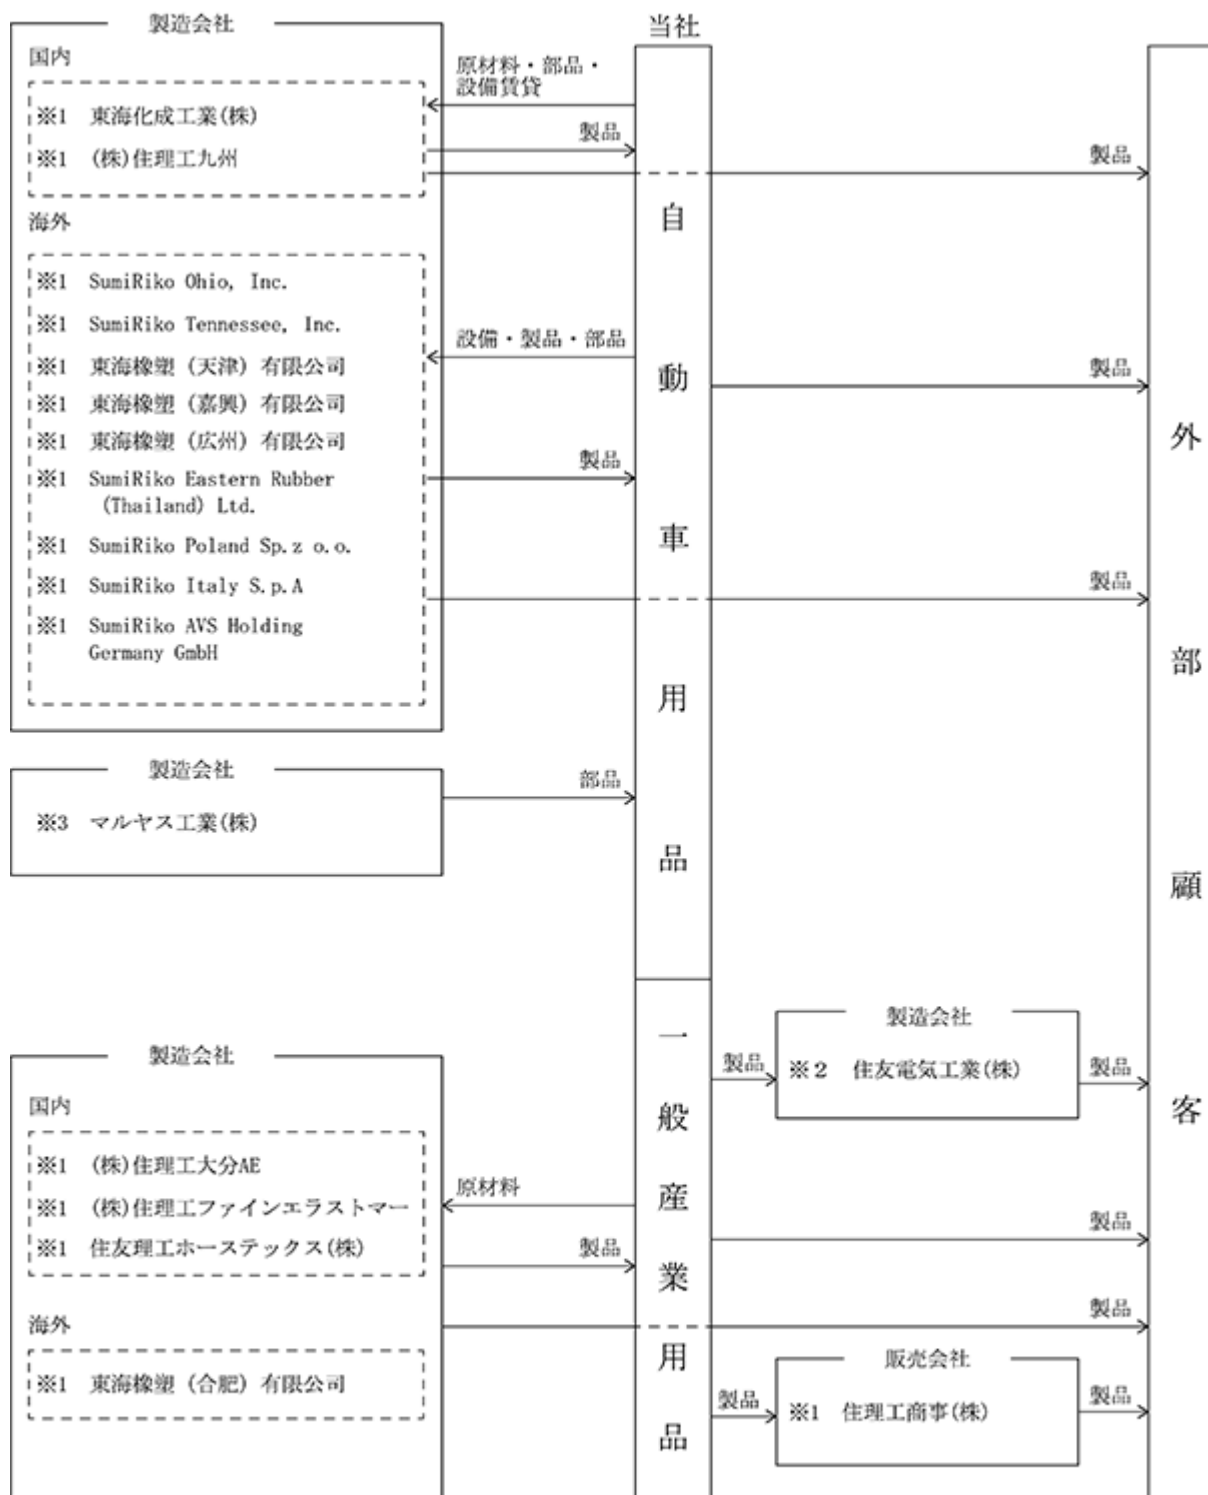 製造会社
国内
※1 東海化成工業(株)
※1 (株)住理工九州
海外
※1 SumiRiko Ohio, Inc.
※1 SumiRiko Tennessee, Inc.
※1 東海橡塑（天津）有限公司
※1 東海橡塑（嘉興）有限公司
※1 東海橡塑（広州）有限公司
※1 SumiRiko Eastern Rubber
(Thailand) Ltd.
※1 SumiRiko Poland Sp.z o.o.
※1 SumiRiko Italy S.p.A
※1 SumiRiko AVS Holding
Germany GmbH
製造会社
※3 マルヤス工業(株)
製造会社
国内
※1 (株)住理工大分AE
※1 (株)住理工ファインエラストマー
※1 住友理工ホーステックス(株)
海外
※1 東海橡塑（合肥）有限公司
原材料・部品・
設備賃貸
製品
設備・製品・部品
製品
部品
原材料
製品
当社
自動車用品
一般産業用品
製品
製品
製品
製品
製造会社
※２ 住友電気工業(株)
製品
製品
製品
製品
販売会社
※1 住理工商事(株)
製品
外部顧客